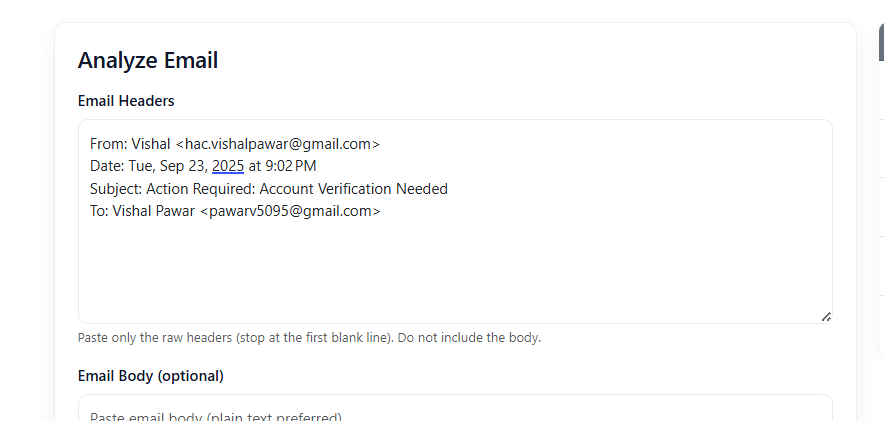 Analyze Email
Email Headers
From: Vishal <hac.vishalpawar@gmail.com>
Date: Tue, Sep 23, 2025 at 9:02 PM
Subject: Action Required: Account Verification Needed
To: Vishal Pawar <pawarv5095@gmail.com>
Paste only the raw headers (stop at the first blank line). Do not include the body.
Email Body (optional)
Paste email body (plain text preferred)